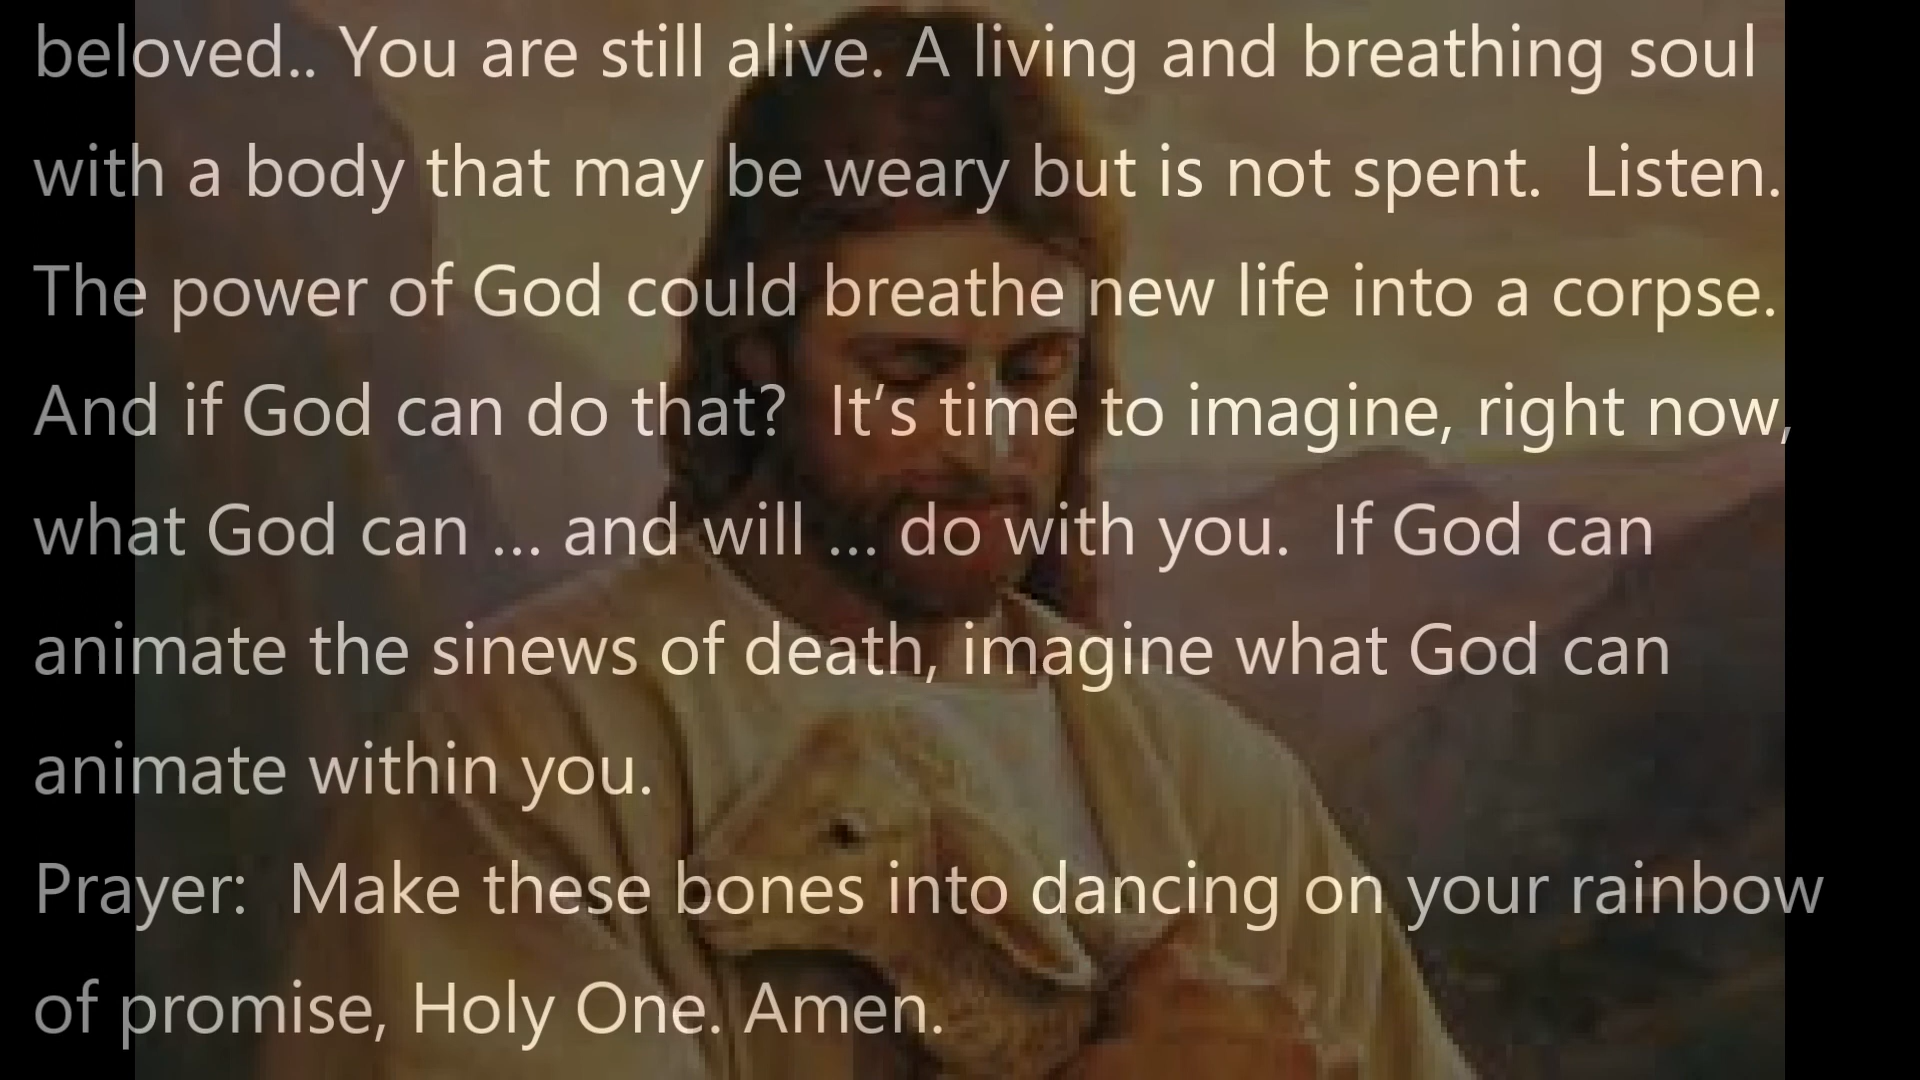 beloved.. You are still alive. A living and breathing soul
with a body that may be weary but is not spent.  Listen.
The power of God could breathe new life into a corpse.
And if God can do that?  It’s time to imagine, right now,
what God can … and will … do with you.  If God can
animate the sinews of death, imagine what God can
animate within you.
Prayer:  Make these bones into dancing on your rainbow
of promise, Holy One. Amen.